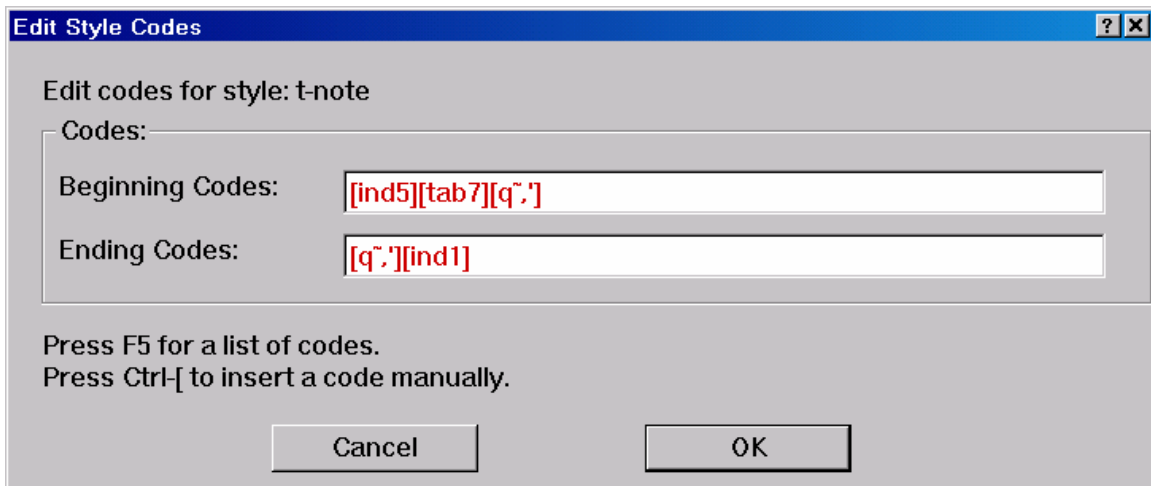 Edit Style Codes
Edit codes for style: t-note
Codes:
Beginning Codes: [ind5][tab7][q~,']
Ending Codes: [q~,'][ind1]
Press F5 for a list of codes.
Press Ctrl-[ to insert a code manually.
Cancel OK